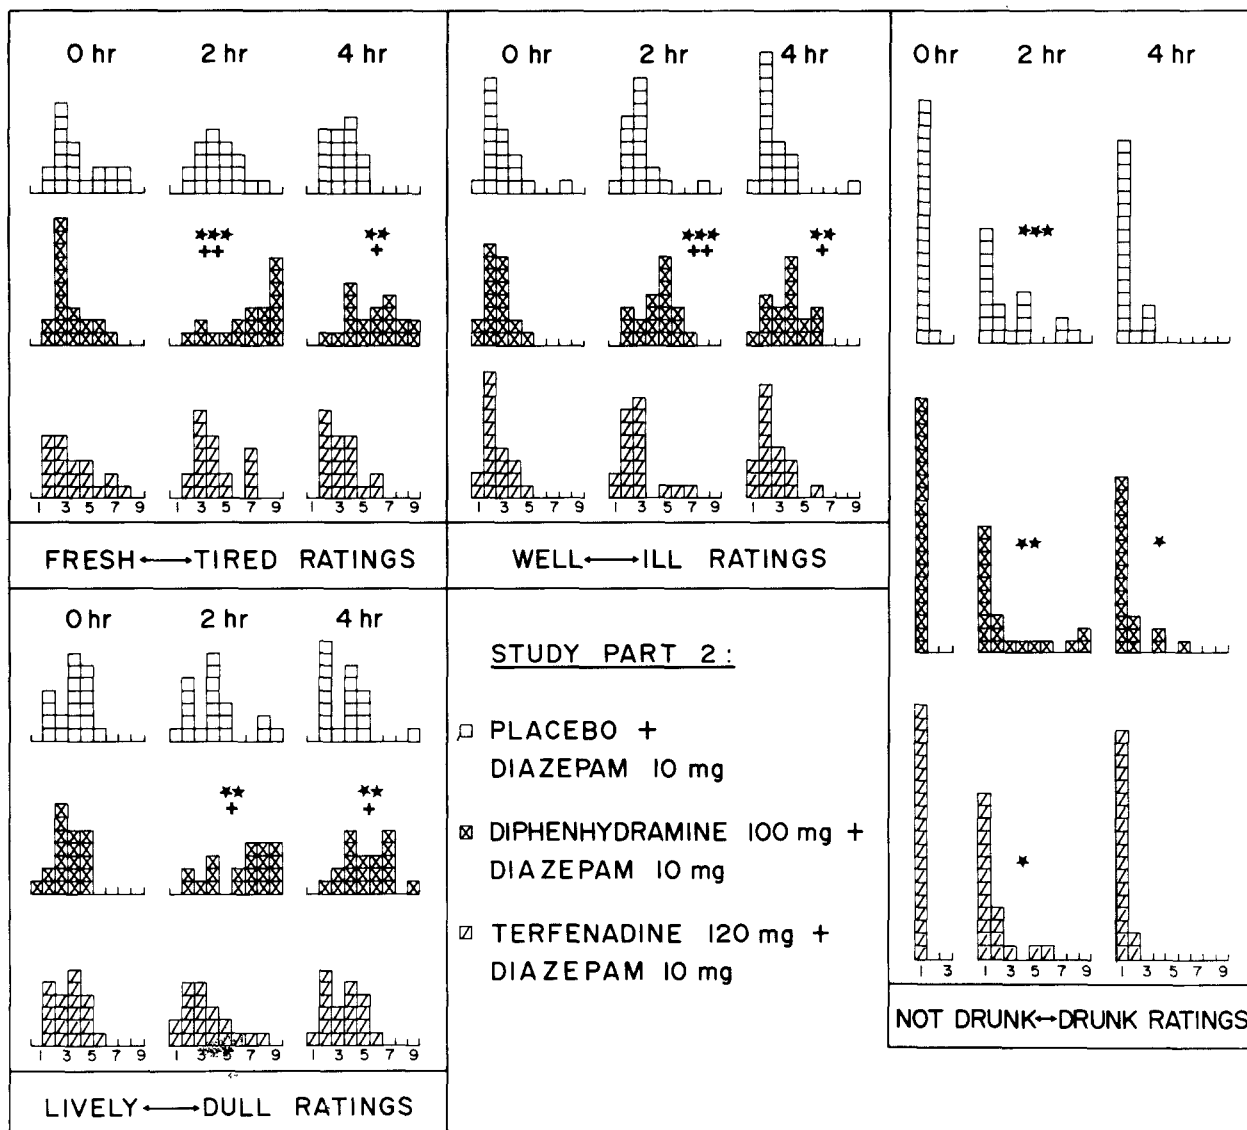 0 hr 2 hr 4 hr
★★★ ★★
++ +
1 3 5 7 9 1 3 5 7 9 1 3 5 7 9
FRESH ←→ TIRED RATINGS
0 hr 2 hr 4 hr
★★★ ★★
++ +
1 3 5 7 9 1 3 5 7 9 1 3 5 7 9
WELL ←→ ILL RATINGS
0 hr 2 hr 4 hr
★★★
★★ ★
★
1 3 1 3 5 7 9 1 3 5 7 9
NOT DRUNK ↔ DRUNK RATINGS
0 hr 2 hr 4 hr
★★ ★★
+ +
1 3 5 7 9 1 3 5 7 9 1 3 5 7 9
LIVELY ←→ DULL RATINGS
STUDY PART 2 :
PLACEBO +
DIAZEPAM 10 mg
DIPHENHYDRAMINE 100 mg +
DIAZEPAM 10 mg
TERFENADINE 120 mg +
DIAZEPAM 10 mg